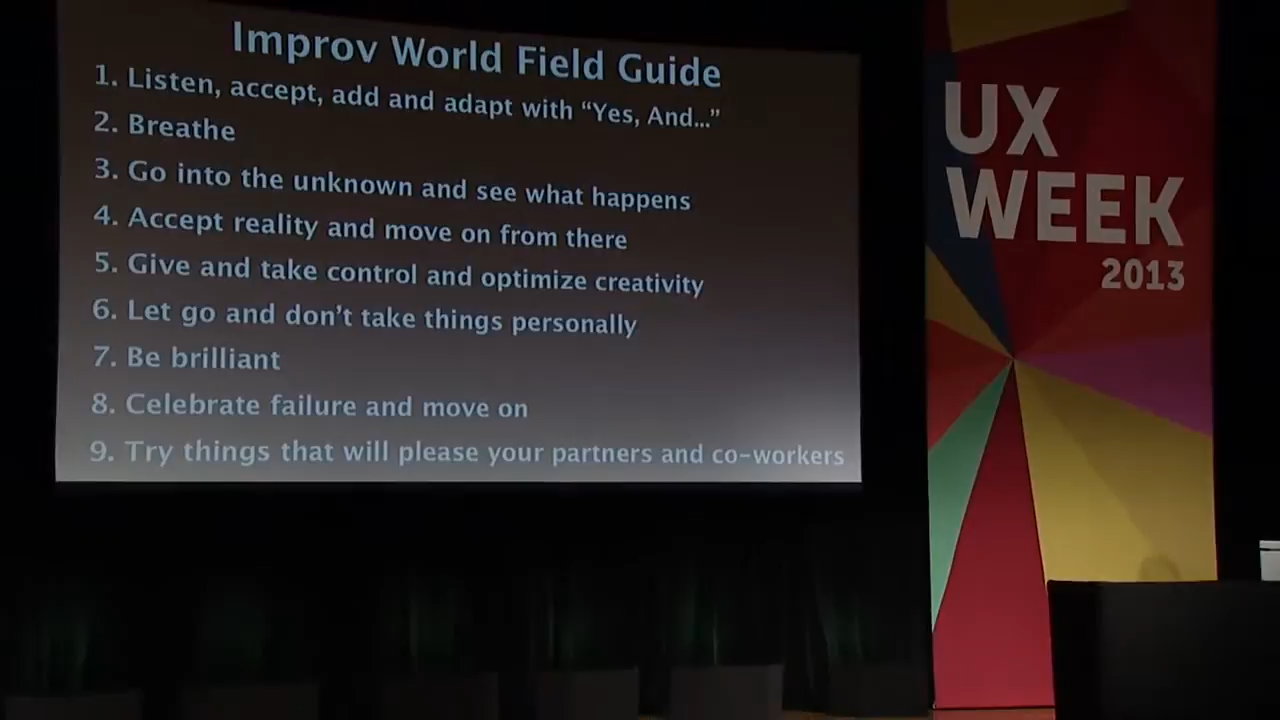 Improv World Field Guide
1. Listen, accept, add and adapt with “Yes, And...”
2. Breathe
3. Go into the unknown and see what happens
4. Accept reality and move on from there
5. Give and take control and optimize creativity
6. Let go and don’t take things personally
7. Be brilliant
8. Celebrate failure and move on
9. Try things that will please your partners and co-workers
UX
WEEK
2013